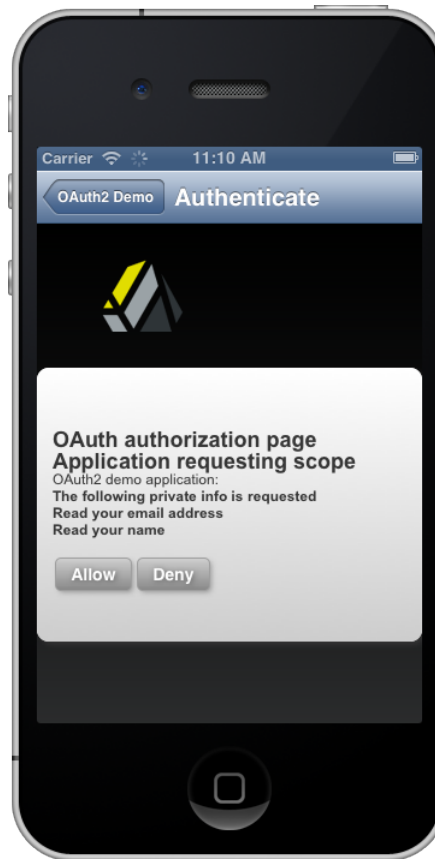 Carrier 11:10 AM
OAuth2 Demo Authenticate
OAuth authorization page
Application requesting scope
OAuth2 demo application:
The following private info is requested
Read your email address
Read your name
Allow Deny